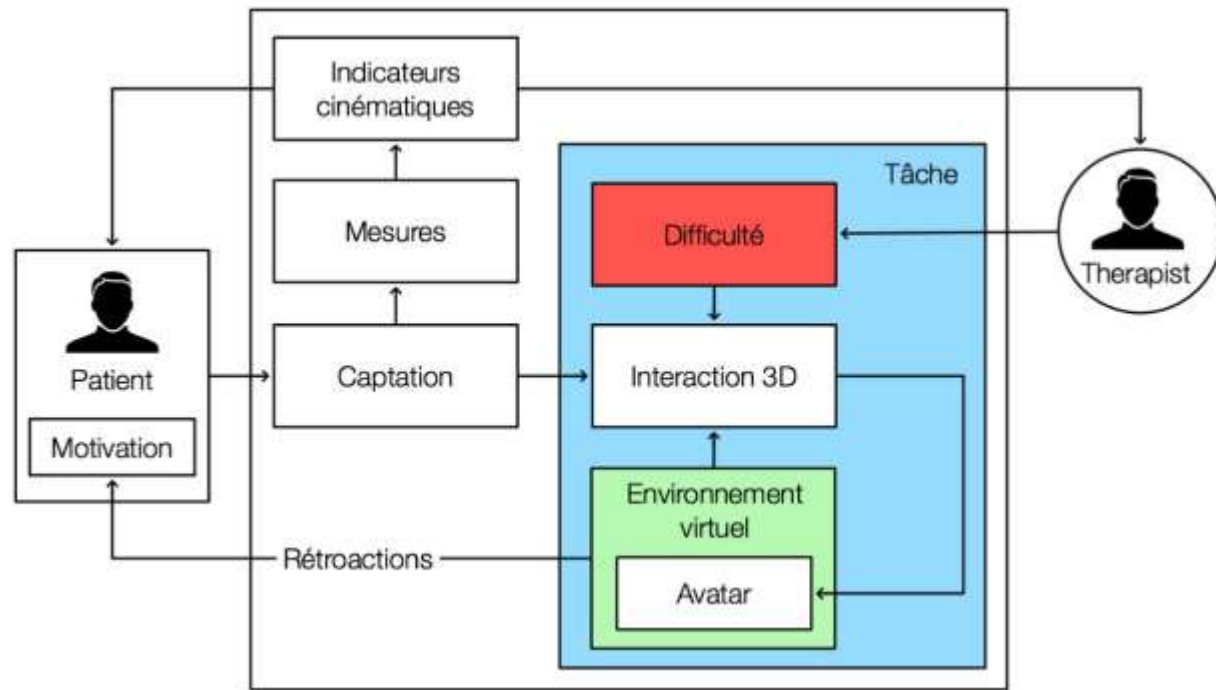 Indicateurs
cinématiques
Tâche
Mesures
Difficulté
Therapist
Patient
Captation
Interaction 3D
Motivation
Environnement
virtuel
Rétroactions
Avatar